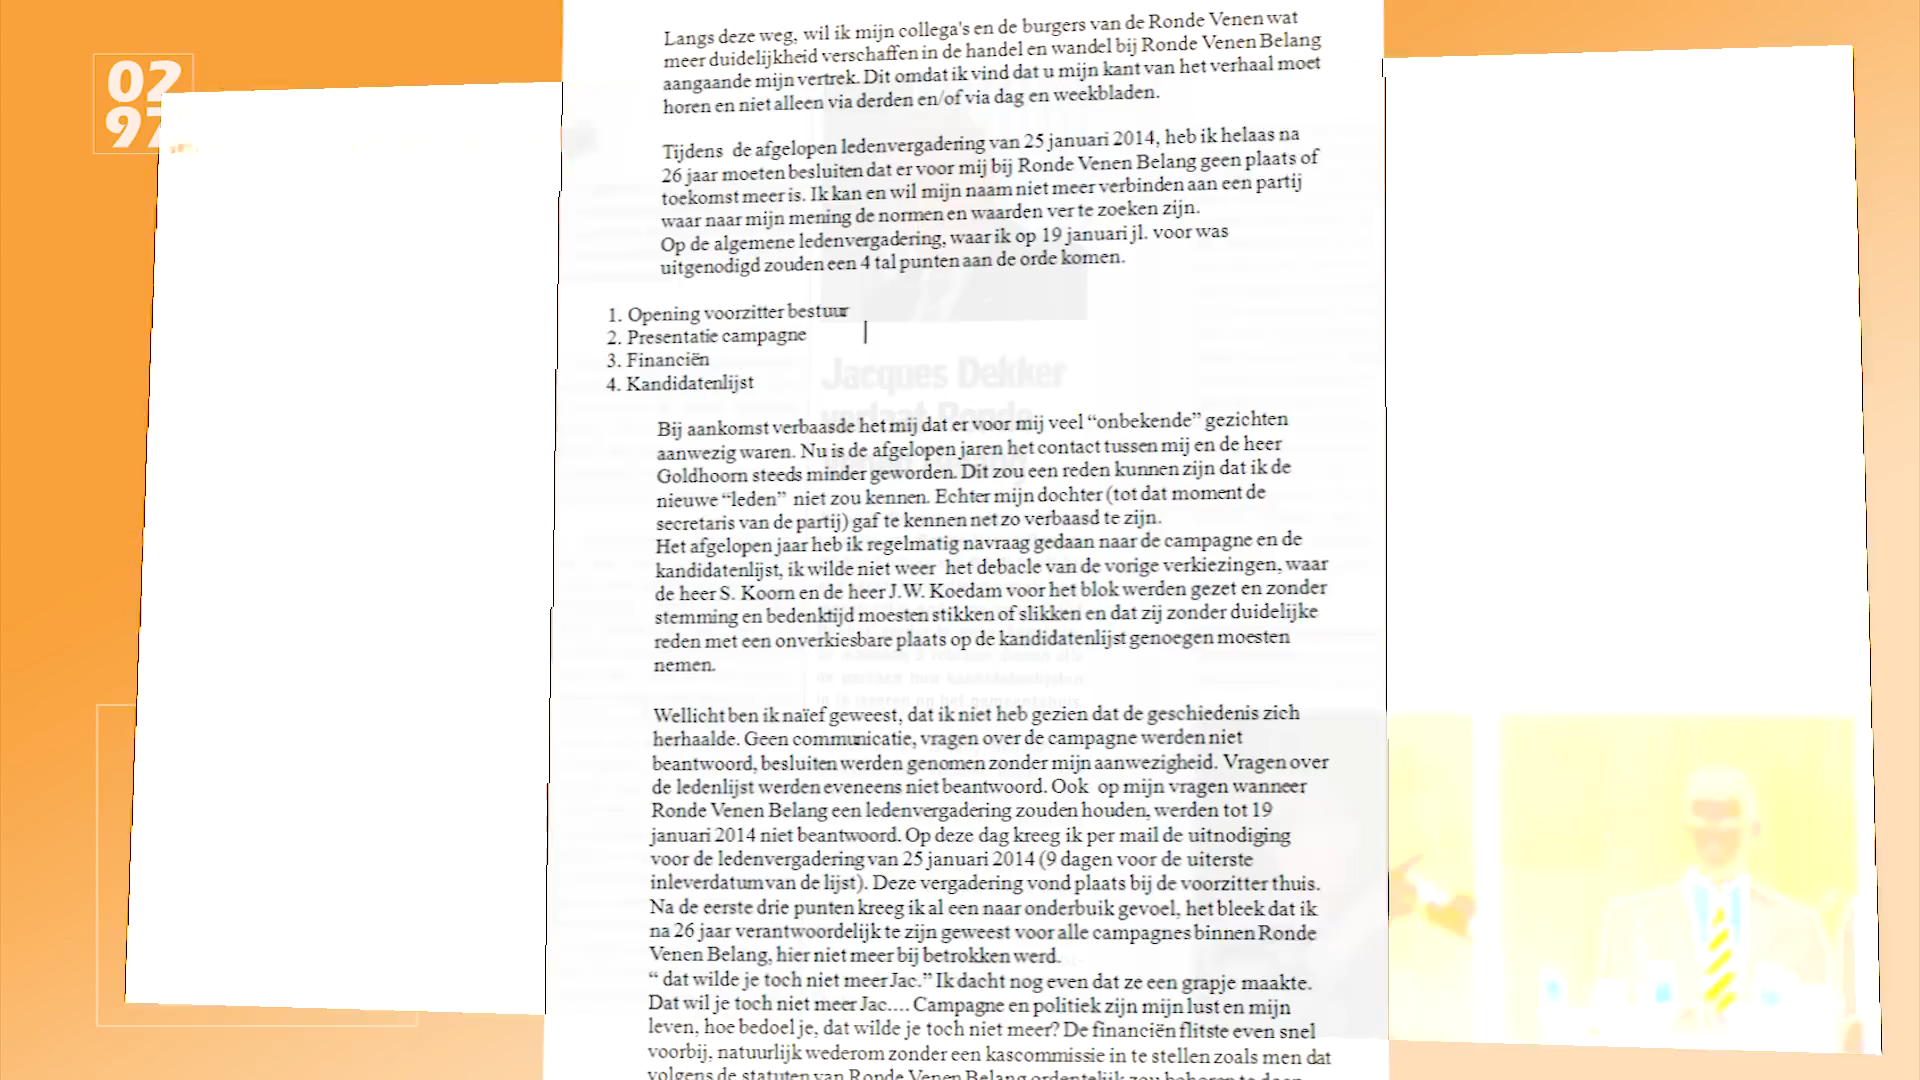 02
97
Langs deze weg, wil ik mijn collega's en de burgers van de Ronde Venen wat
meer duidelijkheid verschaffen in de handel en wandel bij Ronde Venen Belang
aangaande mijn vertrek. Dit omdat ik vind dat u mijn kant van het verhaal moet
horen en niet alleen via derden en/of via dag en weekbladen.
Tijdens de afgelopen ledenvergadering van 25 januari 2014, heb ik helaas na
26 jaar moeten besluiten dat er voor mij bij Ronde Venen Belang geen plaats of
toekomst meer is. Ik kan en wil mijn naam niet meer verbinden aan een partij
waar naar mijn mening de normen en waarden ver te zoeken zijn.
Op de algemene ledenvergadering, waar ik op 19 januari jl. voor was
uitgenodigd zouden een 4 tal punten aan de orde komen.
1. Opening voorzitter bestuur
2. Presentatie campagne
3. Financiën
4. Kandidatenlijst
Jacques Dekker
verlaat Ronde
Bij aankomst verbaasde het mij dat er voor mij veel “onbekende” gezichten
aanwezig waren. Nu is de afgelopen jaren het contact tussen mij en de heer
Goldhoorn steeds minder geworden. Dit zou een reden kunnen zijn dat ik de
nieuwe “leden” niet zou kennen. Echter mijn dochter (tot dat moment de
secretaris van de partij) gaf te kennen net zo verbaasd te zijn.
Het afgelopen jaar heb ik regelmatig navraag gedaan naar de campagne en de
kandidatenlijst, ik wilde niet weer het debacle van de vorige verkiezingen, waar
de heer S. Koorn en de heer J.W. Koedam voor het blok werden gezet en zonder
stemming en bedenktijd moesten stikken of slikken en dat zij zonder duidelijke
reden met een onverkiesbare plaats op de kandidatenlijst genoegen moesten
nemen.
Wellicht ben ik naïef geweest, dat ik niet heb gezien dat de geschiedenis zich
herhaalde. Geen communicatie, vragen over de campagne werden niet
beantwoord, besluiten werden genomen zonder mijn aanwezigheid. Vragen over
de ledenlijst werden eveneens niet beantwoord. Ook op mijn vragen wanneer
Ronde Venen Belang een ledenvergadering zouden houden, werden tot 19
januari 2014 niet beantwoord. Op deze dag kreeg ik per mail de uitnodiging
voor de ledenvergadering van 25 januari 2014 (9 dagen voor de uiterste
inleverdatum van de lijst). Deze vergadering vond plaats bij de voorzitter thuis.
Na de eerste drie punten kreeg ik al een naar onderbuik gevoel, het bleek dat ik
na 26 jaar verantwoordelijk te zijn geweest voor alle campagnes binnen Ronde
Venen Belang, hier niet meer bij betrokken werd.
“ dat wilde je toch niet meer Jac.” Ik dacht nog even dat ze een grapje maakte.
Dat wil je toch niet meer Jac.... Campagne en politiek zijn mijn lust en mijn
leven, hoe bedoel je, dat wilde je toch niet meer? De financiën flitste even snel
voorbij, natuurlijk wederom zonder een kascommissie in te stellen zoals men dat
volgens de statuten van Ronde Venen Belang ordentelijk zou behoren te doen